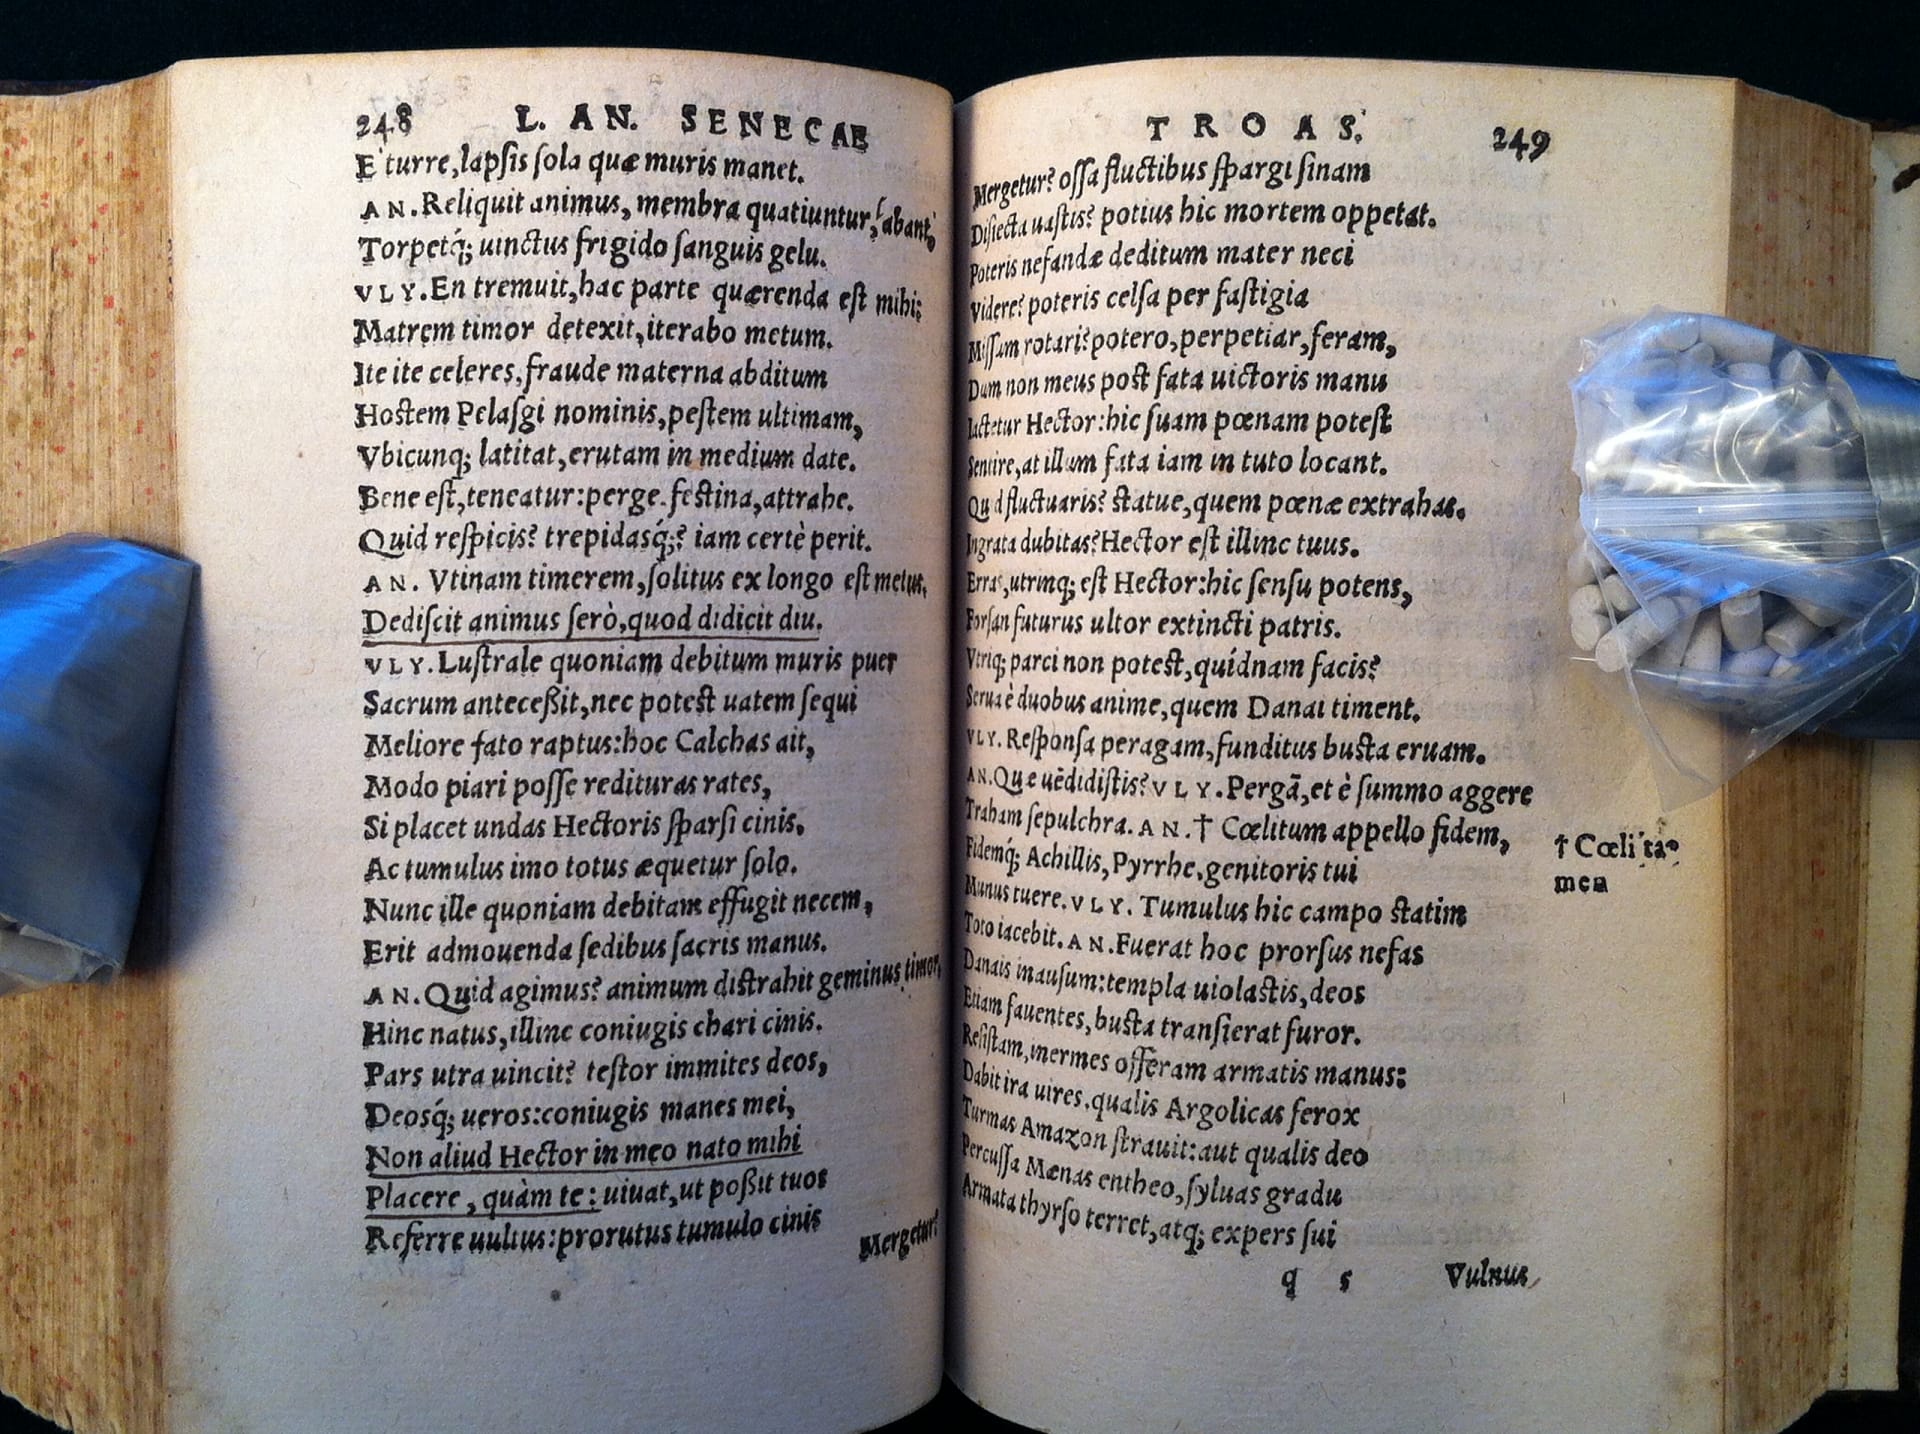 248 L. AN. SENECAE
E turre, lapſis ſola quæ muris manet.
AN. Reliquit animus, membra quatiuntur, labant,
Torpetq́; uinctus frigido ſanguis gelu.
VLY. En tremuit, hac parte quærenda eſt mihi:
Matrem timor detexit, iterabo metum.
Ite ite celeres, fraude materna abditum
Hoſtem Pelaſgi nominis, peſtem ultimam,
Vbicunq; latitat, erutam in medium date.
Bene eſt, teneatur: perge. feſtina, attrahe.
Quid reſpicis? trepidasq́;? iam certè perit.
AN. Vtinam timerem, ſolitus ex longo eſt metus,
Dediſcit animus ſerò, quod didicit diu.
VLY. Luſtrale quoniam debitum muris puer
Sacrum anteceßit, nec poteſt uatem ſequi
Meliore fato raptus: hoc Calchas ait,
Modo piari poſſe redituras rates,
Si placet undas Hectoris ſparſi cinis.
Ac tumulus imo totus æquetur ſolo.
Nunc ille quoniam debitam effugit necem,
Erit admouenda ſedibus ſacris manus.
AN. Quid agimus? animum diſtrahit geminus timor,
Hinc natus, illinc coniugis chari cinis.
Pars utra uincit? teſtor immites deos,
Deosq́; ueros: coniugis manes mei,
Non aliud Hector in meo nato mihi
Placere, quàm te: uiuat, ut poßit tuos
Referre uultus: prorutus tumulo cinis
Mergetur?
TROAS. 249
Mergetur? oſſa fluctibus ſpargi ſinam
Diſiecta uaſtis? potius hic mortem oppetat.
Poteris nefandæ deditum mater neci
Videre? poteris celſa per faſtigia
Miſſum rotari? potero, perpetiar, feram,
Dum non meus poſt fata uictoris manu
Iactetur Hector: hic ſuam pœnam poteſt
Sentire, at illum fata iam in tuto locant.
Quid fluctuaris? ſtatue, quem pœnæ extrahas.
Ingrata dubitas? Hector eſt illinc tuus.
Erras, utrinq; eſt Hector: hic ſenſu potens,
Forſan futurus ultor extincti patris.
Vtriq; parci non poteſt, quídnam facis?
Serua è duobus anime, quem Danai timent.
VLY. Reſponſa peragam, funditus buſta eruam.
AN. Quæ uēdidiſtis? VLY. Pergā, et è ſummo aggere
Traham ſepulchra. AN. † Cœlitum appello fidem,
Fidemq́; Achillis, Pyrrhe, genitoris tui
Munus tuere. VLY. Tumulus hic campo ſtatim
Toto iacebit. AN. Fuerat hoc prorſus nefas
Danais inauſum: templa uiolaſtis, deos
Etiam fauentes, buſta tranſierat furor.
Reſiſtam, inermes offeram armatis manus:
Dabit ira uires. qualis Argolicas ferox
Turmas Amazon ſtrauit: aut qualis deo
Percuſſa Mænas entheo, ſyluas gradu
Armata thyrſo terret, atq; expers ſui
q 5 Vulnus
† Cœli ta-
men